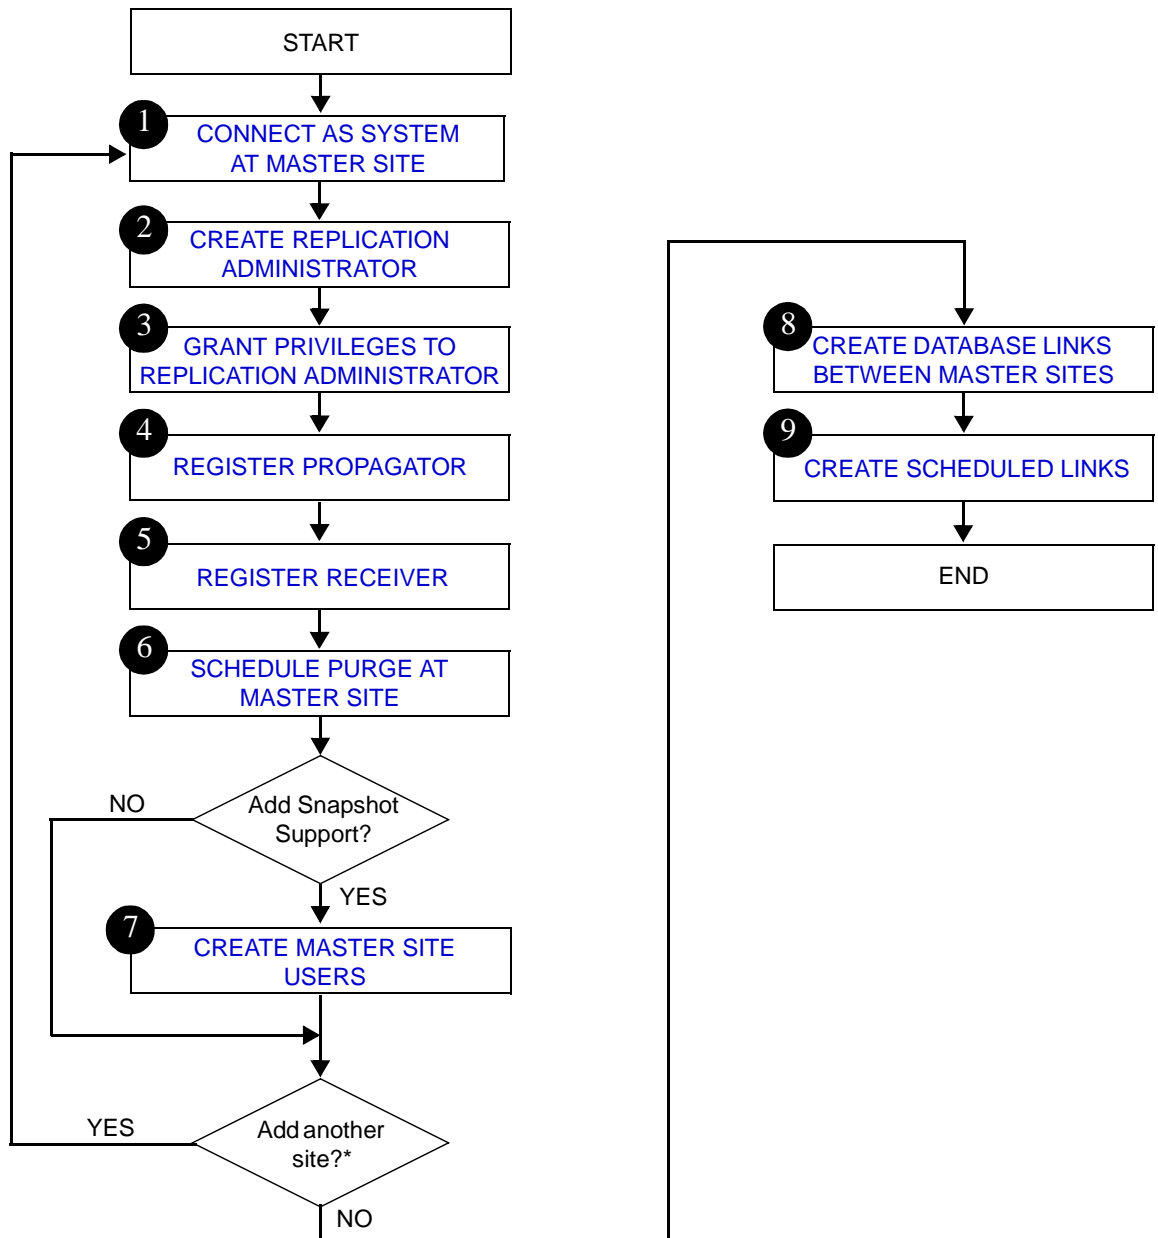 START
1
CONNECT AS SYSTEM
AT MASTER SITE
2
CREATE REPLICATION
ADMINISTRATOR
3
GRANT PRIVILEGES TO
REPLICATION ADMINISTRATOR
4
REGISTER PROPAGATOR
5
REGISTER RECEIVER
6
SCHEDULE PURGE AT
MASTER SITE
Add Snapshot
Support?
NO
YES
7
CREATE MASTER SITE
USERS
Add another
site?*
YES
NO
8
CREATE DATABASE LINKS
BETWEEN MASTER SITES
9
CREATE SCHEDULED LINKS
END